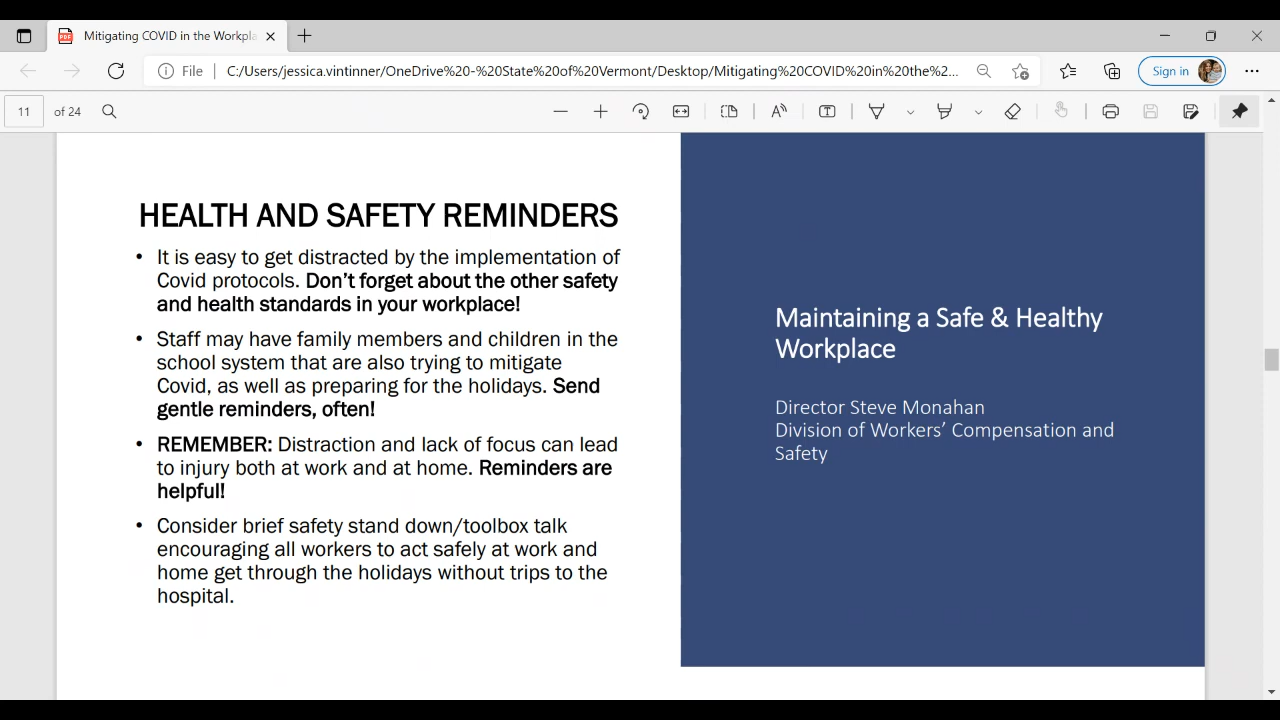 Mitigating COVID in the Workpla
File
C:/Users/jessica.vintinner/OneDrive%20-%20State%20of%20Vermont/Desktop/Mitigating%20COVID%20in%20the%2...
Sign in
11 of 24
HEALTH AND SAFETY REMINDERS
• It is easy to get distracted by the implementation of
Covid protocols. Don't forget about the other safety
and health standards in your workplace!
• Staff may have family members and children in the
school system that are also trying to mitigate
Covid, as well as preparing for the holidays. Send
gentle reminders, often!
• REMEMBER: Distraction and lack of focus can lead
to injury both at work and at home. Reminders are
helpful!
• Consider brief safety stand down/toolbox talk
encouraging all workers to act safely at work and
home get through the holidays without trips to the
hospital.
Maintaining a Safe & Healthy
Workplace
Director Steve Monahan
Division of Workers' Compensation and
Safety